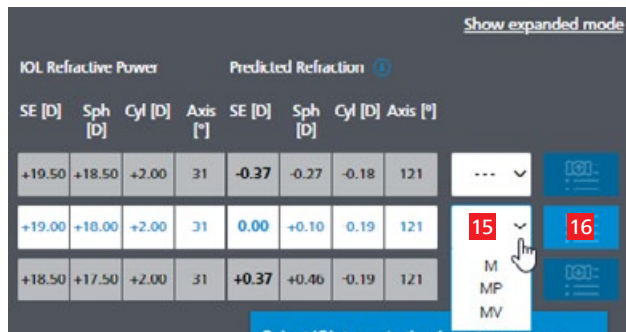 Show expanded mode
IOL Refractive Power Predicted Refraction i
SE [D] Sph [D] Cyl [D] Axis [°] SE [D] Sph [D] Cyl [D] Axis [°]
+19.50 +18.50 +2.00 31 -0.37 -0.27 -0.18 121 ---
+19.00 +18.00 +2.00 31 0.00 +0.10 -0.19 121 15 16
M
+18.50 +17.50 +2.00 31 +0.37 +0.46 -0.19 121
MP
MV